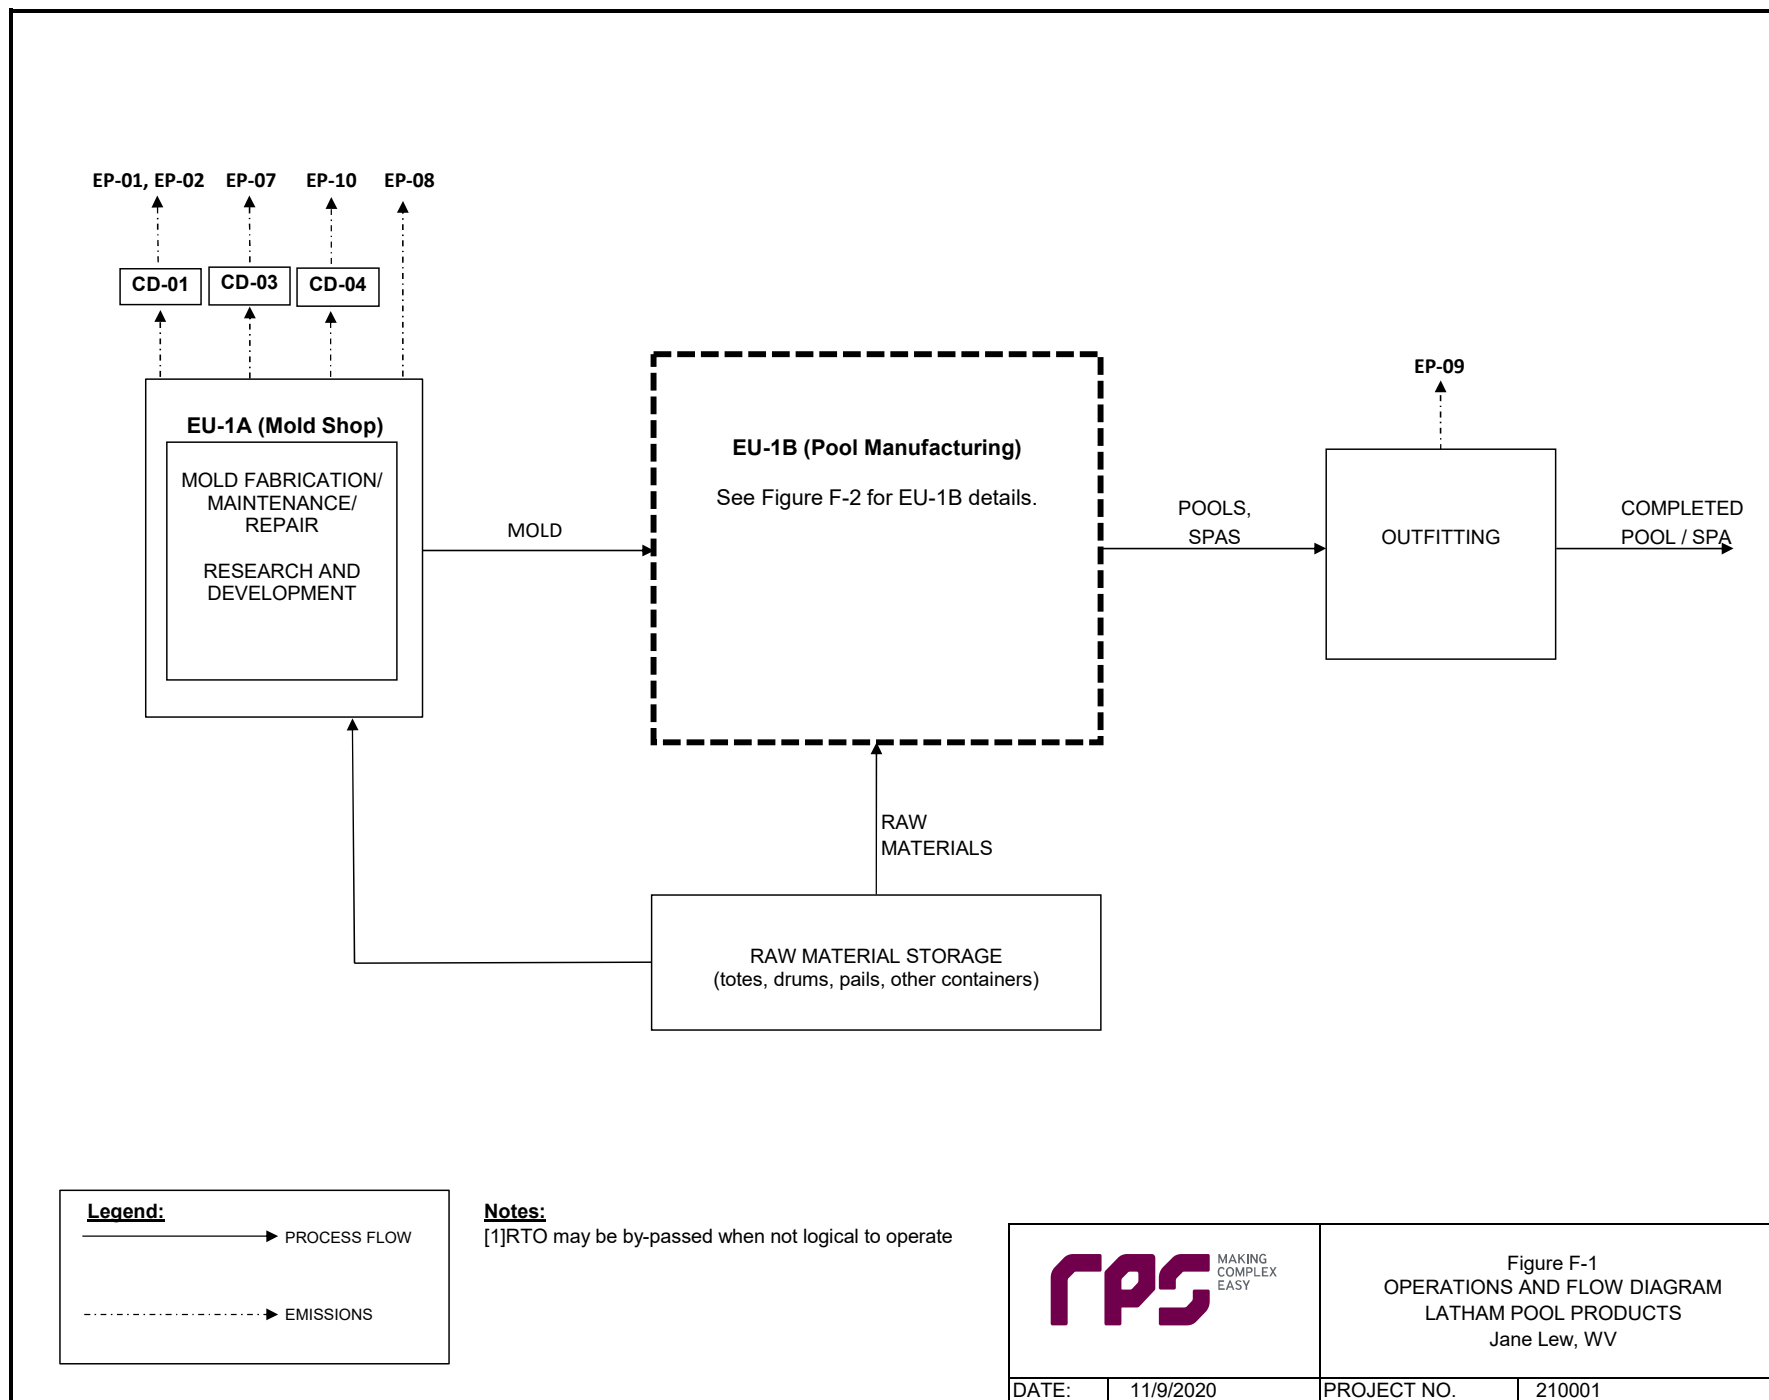 EP-01, EP-02 EP-07 EP-10 EP-08
CD-01 CD-03 CD-04
EU-1A (Mold Shop)
MOLD FABRICATION/
MAINTENANCE/
REPAIR
RESEARCH AND
DEVELOPMENT
MOLD
EU-1B (Pool Manufacturing)
See Figure F-2 for EU-1B details.
POOLS,
SPAS
EP-09
OUTFITTING
COMPLETED
POOL / SPA
RAW
MATERIALS
RAW MATERIAL STORAGE
(totes, drums, pails, other containers)
Legend:
PROCESS FLOW
EMISSIONS
Notes:
[1]RTO may be by-passed when not logical to operate
rps
MAKING
COMPLEX
EASY
Figure F-1
OPERATIONS AND FLOW DIAGRAM
LATHAM POOL PRODUCTS
Jane Lew, WV
DATE: 11/9/2020 PROJECT NO. 210001